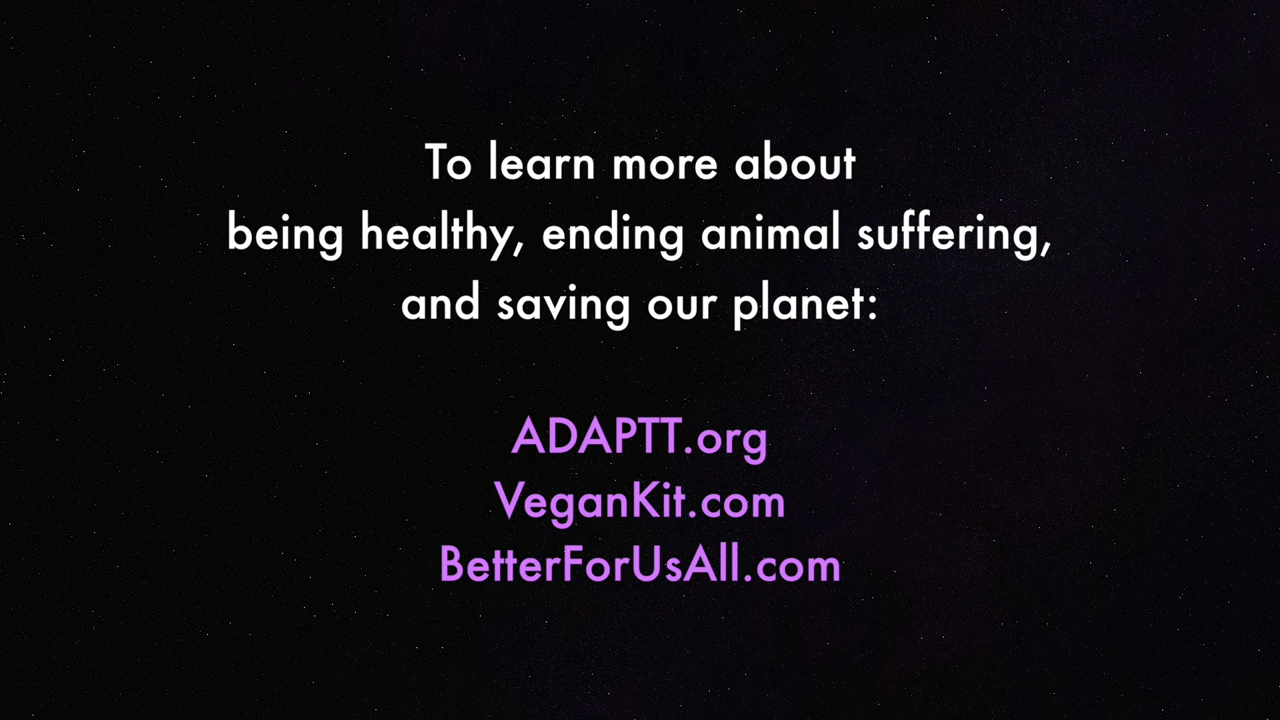 To learn more about
being healthy, ending animal suffering,
and saving our planet:
ADAPTT.org
VeganKit.com
BetterForUsAll.com